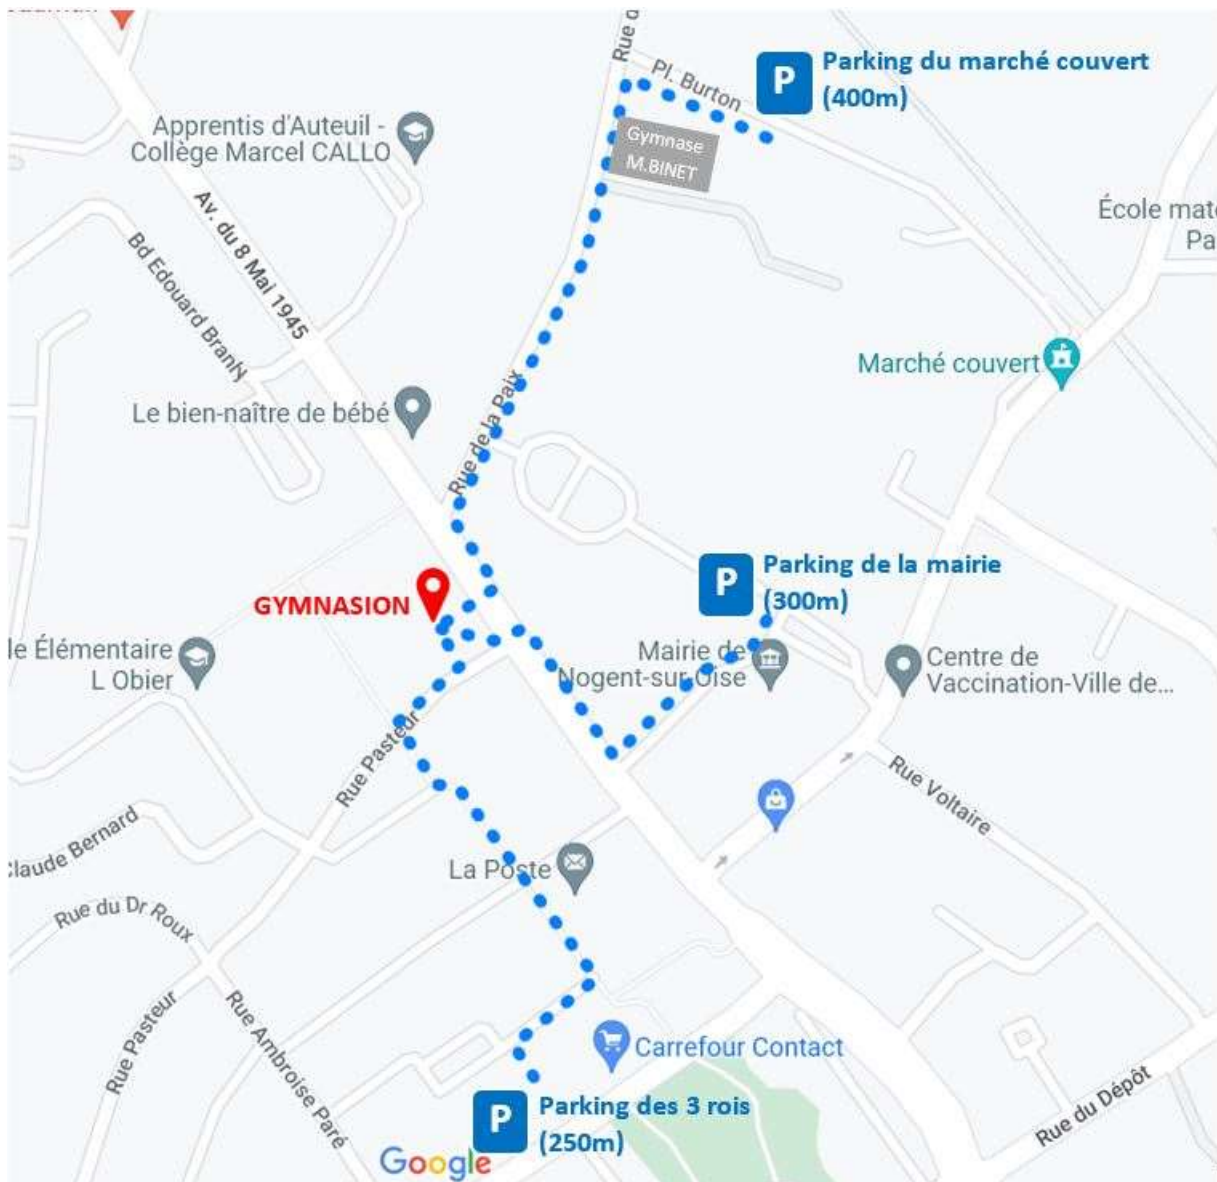 Rue d
Pl. Burton
P
Parking du marché couvert
(400m)
Apprentis d'Auteuil -
Collège Marcel CALLO
Gymnase
M.BINET
École mate
Pa
Av. du 8 Mai 1945
Bd Edouard Branly
Marché couvert
Le bien-naître de bébé
Rue de la Paix
P
Parking de la mairie
(300m)
GYMNASION
le Élémentaire
L Obier
Mairie de
Nogent-sur-Oise
Centre de
Vaccination-Ville de...
Rue Pasteur
Rue Voltaire
Claude Bernard
La Poste
Rue du Dr Roux
Rue Pasteur
Rue Ambroise Paré
Carrefour Contact
Rue du Dépôt
P
Parking des 3 rois
(250m)
Google